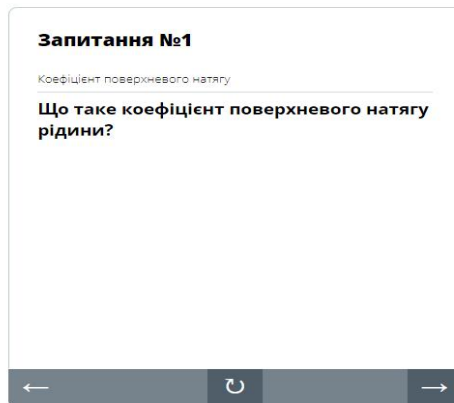 Запитання №1
Коефіцієнт поверхневого натягу
Що таке коефіцієнт поверхневого натягу
рідини?